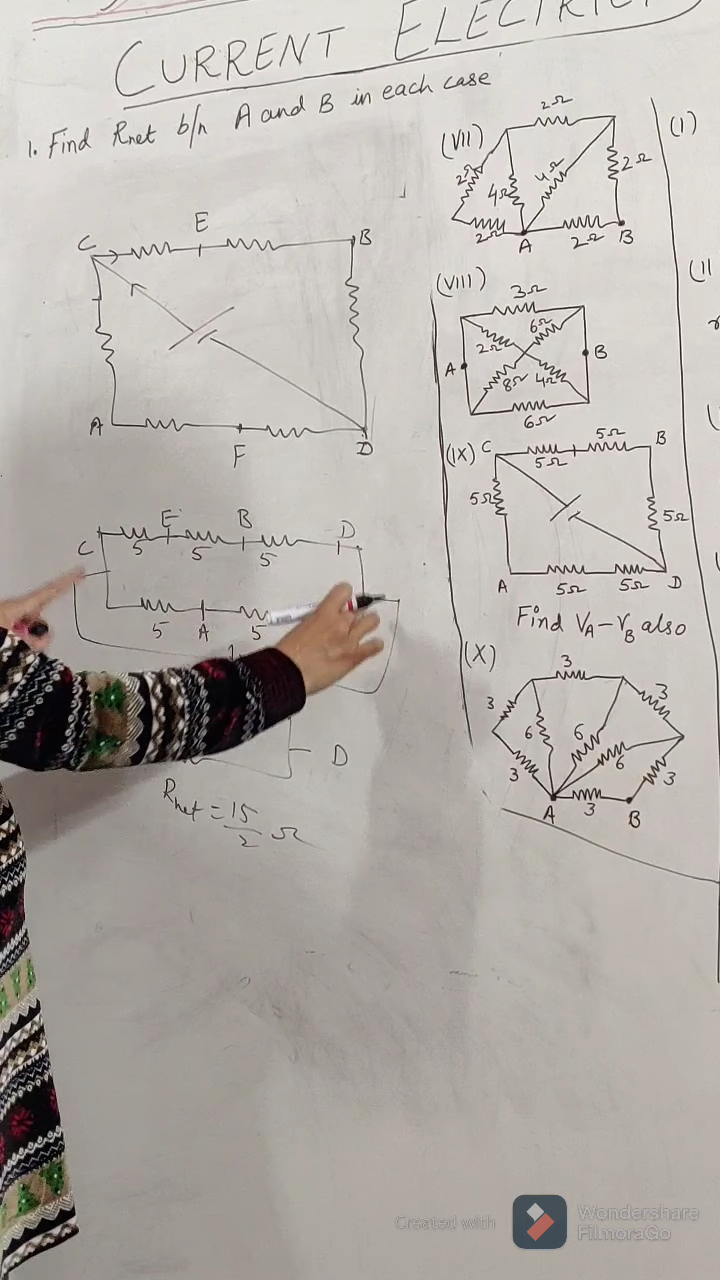 CURRENT ELECTRICI
1. Find Rnet b/n A and B in each case
C E B
A F D
C E B D
5 5 5
5 A 5
D
Rnet = 15/2 Ω
(VII) 2Ω
2Ω 4Ω 4Ω 2Ω
2Ω A 2Ω B
(VIII) 3Ω
2Ω 6Ω
A B
8Ω 4Ω
6Ω
(IX) C 5Ω 5Ω B
5Ω 5Ω
A 5Ω 5Ω D
Find VA-VB also
(X) 3
3 6 6 3
3 6 3
A 3 B
(I)
(II
Created with Wondershare
FilmoraGo